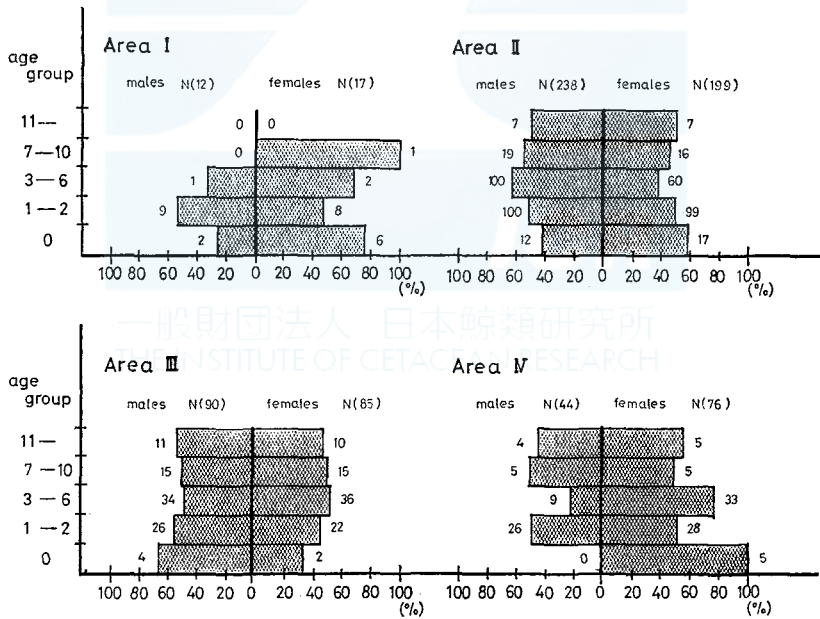 Area I Area II
age
group
males N(12) females N(17) males N(238) females N(199)
11— 0 0 7 7
7—10 0 1 19 16
3—6 1 2 100 60
1—2 9 8 100 99
0 2 6 12 17
100 80 60 40 20 0 20 40 60 80 100 100 80 60 40 20 0 20 40 60 80 100
(%) (%)
一般財団法人 日本鯨類研究所
THE INSTITUTE OF CETACEAN RESEARCH
Area III Area IV
age
group
males N(90) females N(85) males N(44) females N(76)
11— 11 10 4 5
7—10 15 15 5 5
3—6 34 36 9 33
1—2 26 22 26 28
0 4 2 0 5
100 80 60 40 20 0 20 40 60 80 100 100 80 60 40 20 0 20 40 60 80 100
(%) (%)